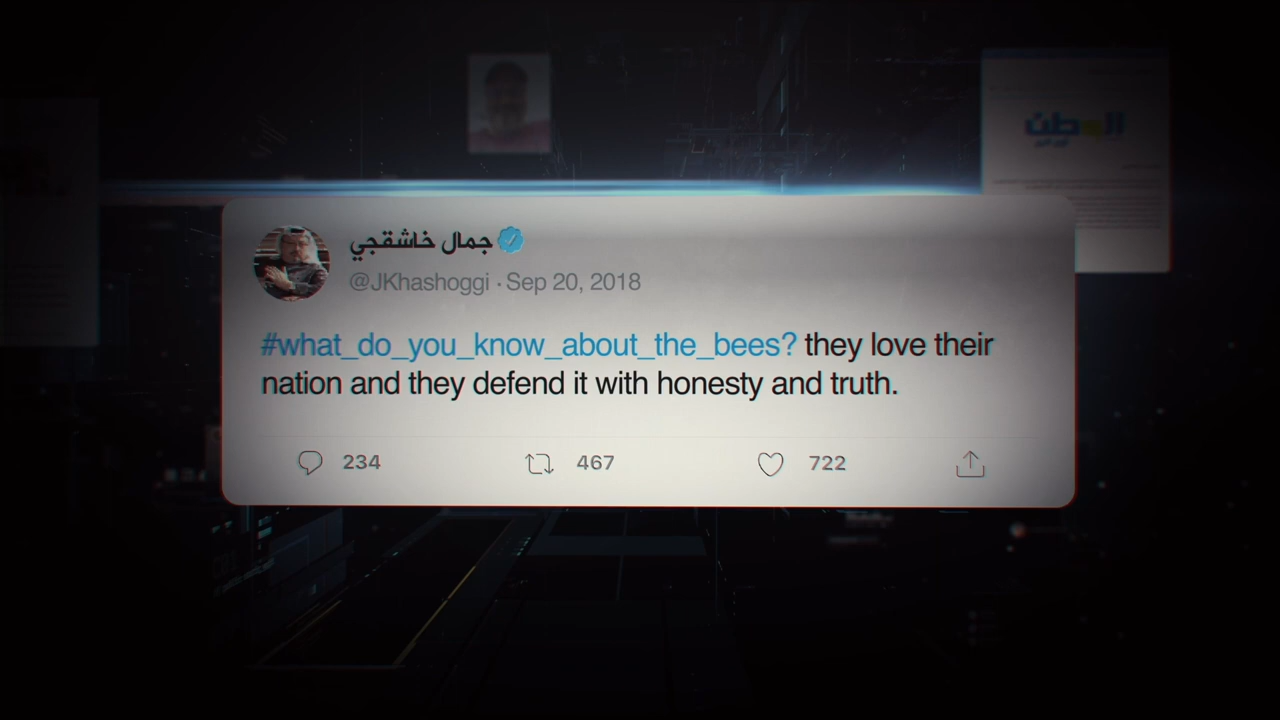 الوطن
جمال خاشقجي
@JKhashoggi · Sep 20, 2018
#what_do_you_know_about_the_bees? they love their
nation and they defend it with honesty and truth.
234 467 722